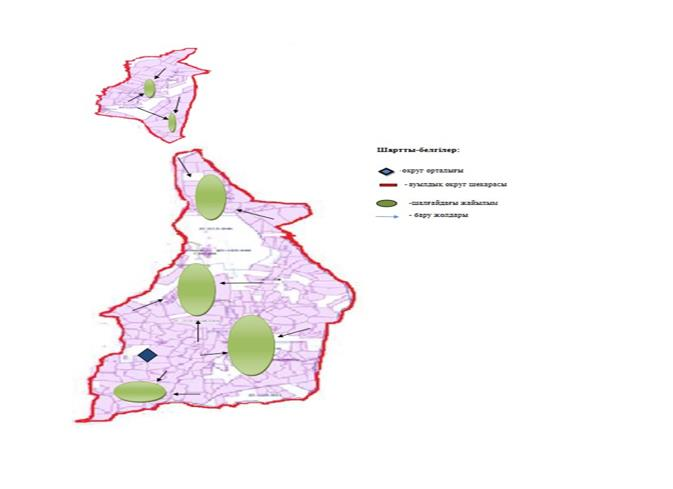 Шартты-белгілер:
-округ орталығы
- ауылдық округ шекарасы
-шалғайдағы жайылым
- бару жолдары